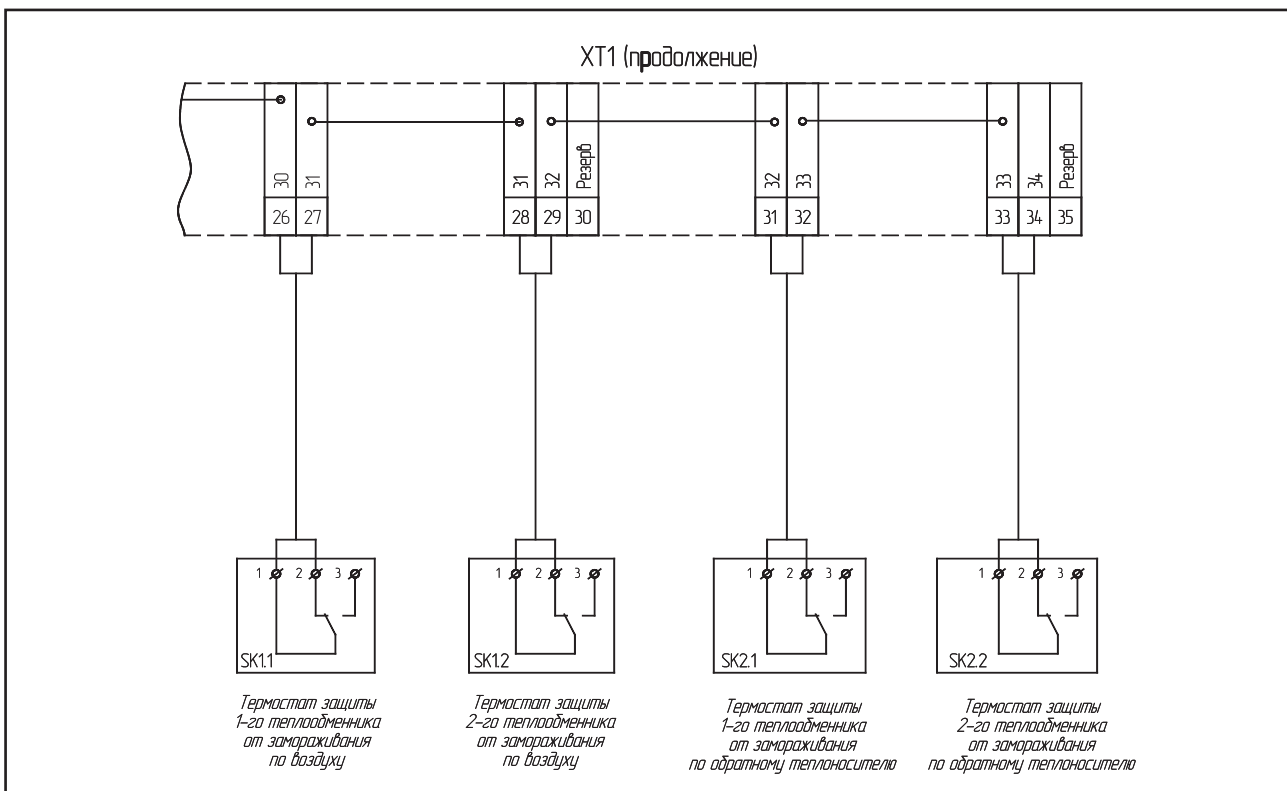 XT1 (продолжение)
30 31 31 32 Резерв 32 33 33 34 Резерв
26 27 28 29 30 31 32 33 34 35
1 2 3 1 2 3 1 2 3 1 2 3
SK1.1 SK1.2 SK2.1 SK2.2
Термостат защиты
1-го теплообменника
от замораживания
по воздуху
Термостат защиты
2-го теплообменника
от замораживания
по воздуху
Термостат защиты
1-го теплообменника
от замораживания
по обратному теплоносителю
Термостат защиты
2-го теплообменника
от замораживания
по обратному теплоносителю